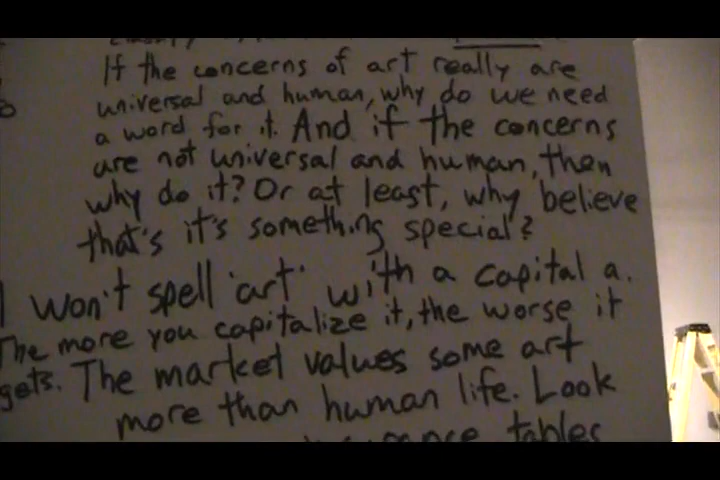 If the concerns of art really are
universal and human, why do we need
a word for it. And if the concerns
are not universal and human, then
why do it? Or at least, why believe
that's it's something special?
I won't spell 'art' with a capital a.
The more you capitalize it, the worse it
gets. The market values some art
more than human life. Look
tables